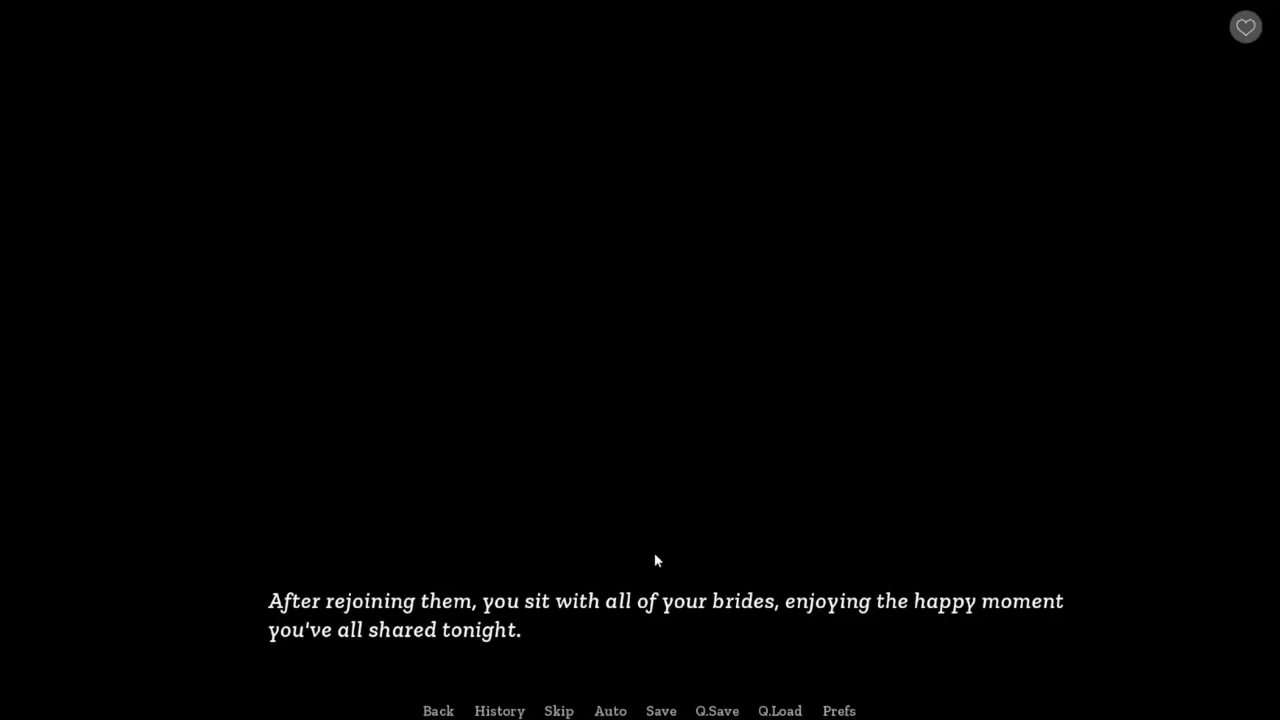 After rejoining them, you sit with all of your brides, enjoying the happy moment
you've all shared tonight.
Back History Skip Auto Save Q.Save Q.Load Prefs